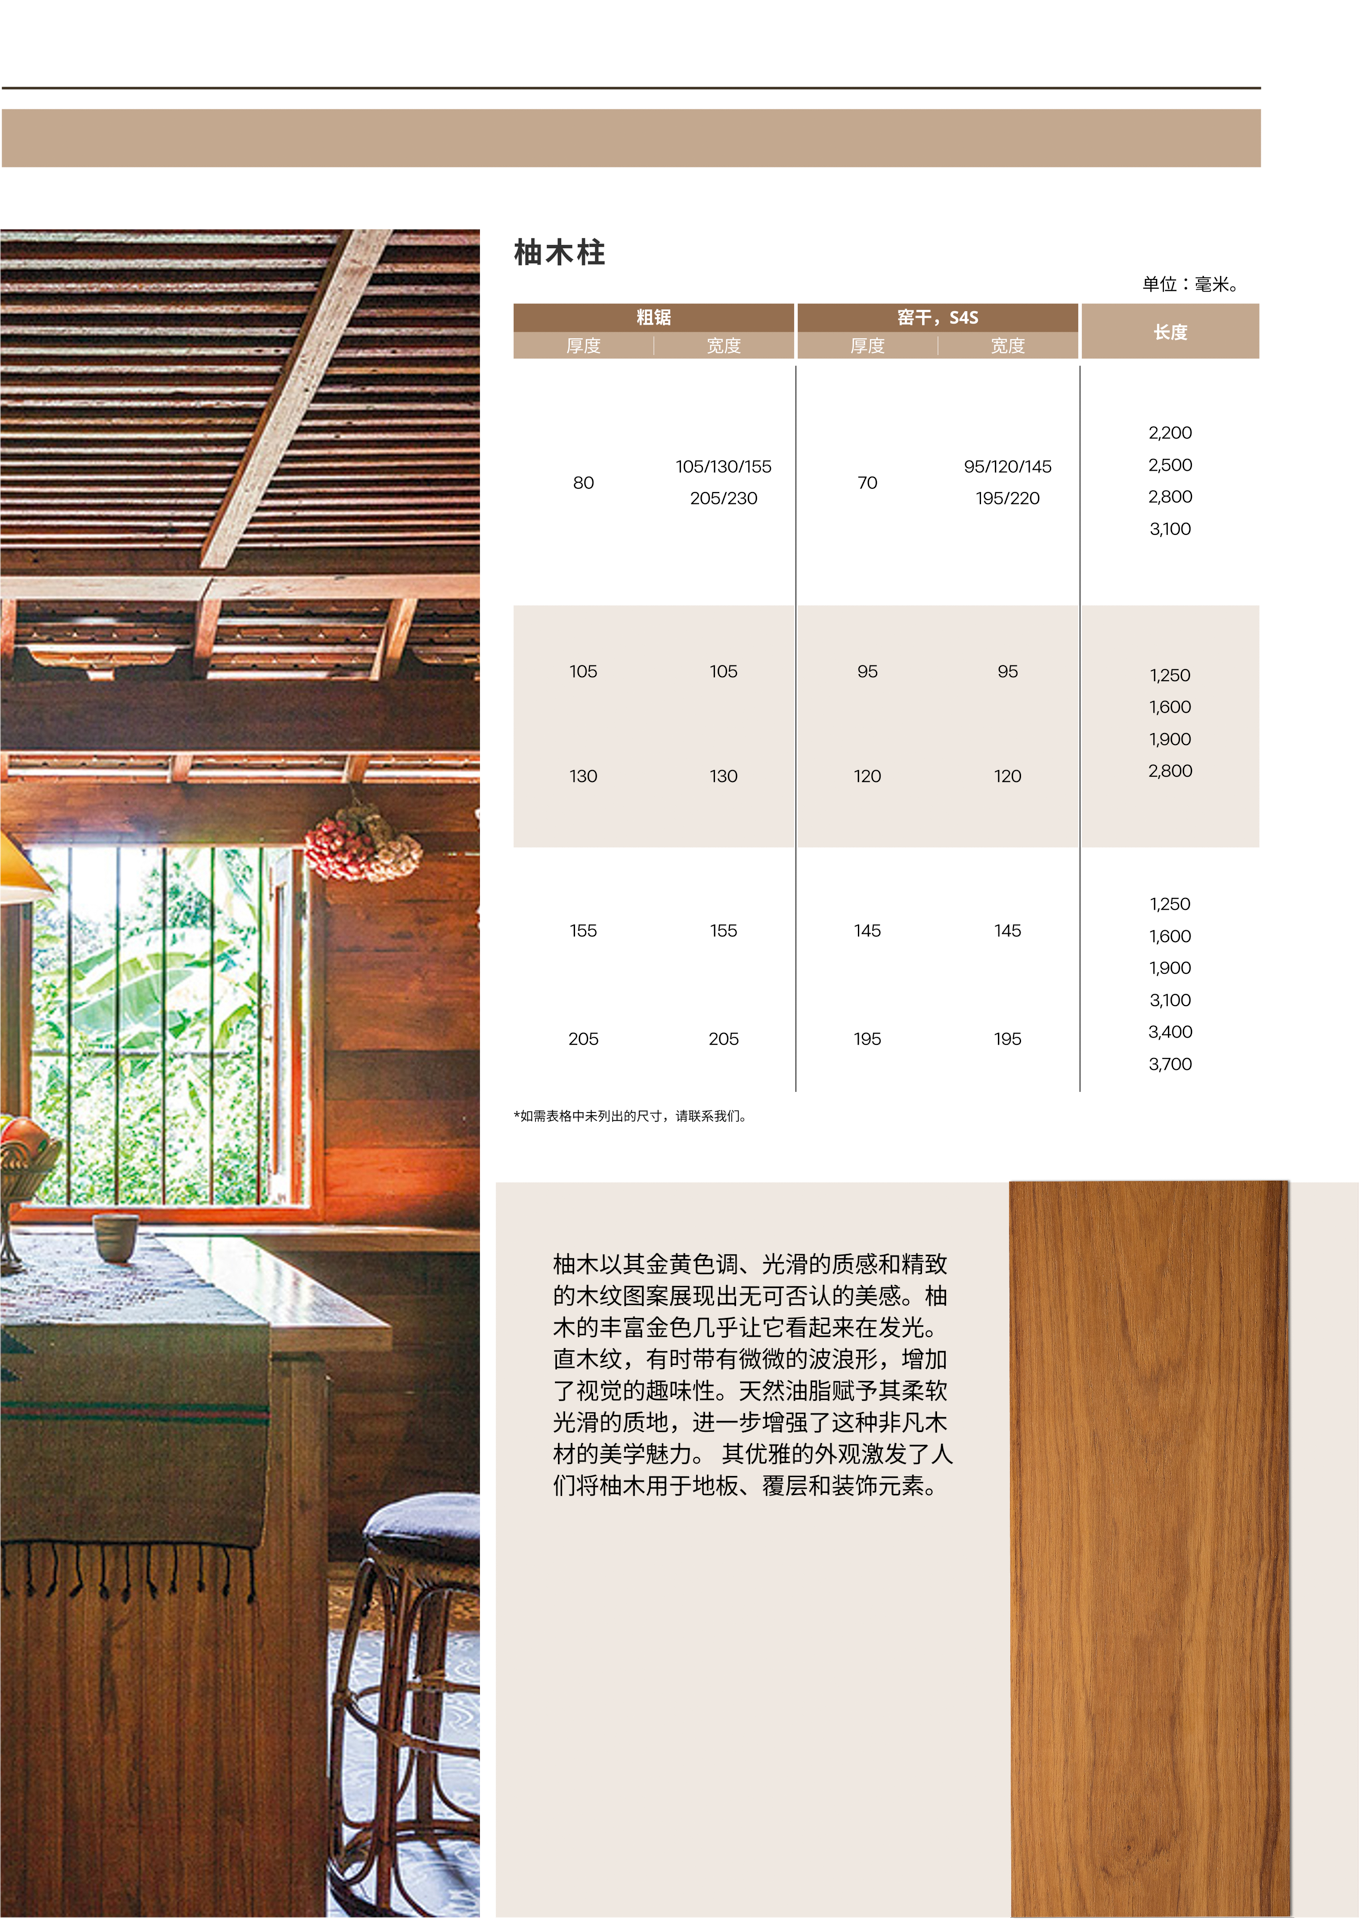 柚木柱
单位：毫米。
粗锯 窑干，S4S 长度
厚度 宽度 厚度 宽度
80 105/130/155 205/230 70 95/120/145 195/220
2,200
2,500
2,800
3,100
105 105 95 95
130 130 120 120
1,250
1,600
1,900
2,800
155 155 145 145
205 205 195 195
1,250
1,600
1,900
3,100
3,400
3,700
*如需表格中未列出的尺寸，请联系我们。
柚木以其金黄色调、光滑的质感和精致
的木纹图案展现出无可否认的美感。柚
木的丰富金色几乎让它看起来在发光。
直木纹，有时带有微微的波浪形，增加
了视觉的趣味性。天然油脂赋予其柔软
光滑的质地，进一步增强了这种非凡木
材的美学魅力。 其优雅的外观激发了人
们将柚木用于地板、覆层和装饰元素。